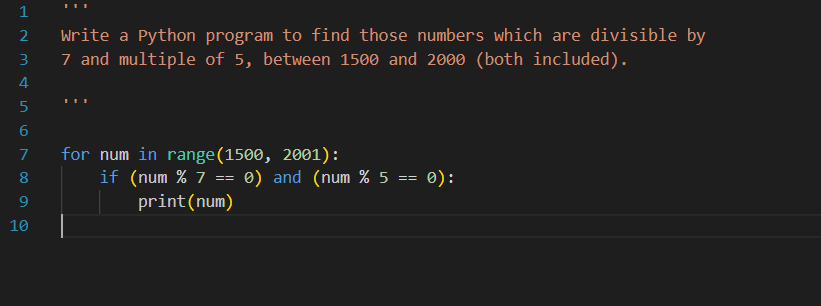 1 '''
2 Write a Python program to find those numbers which are divisible by
3 7 and multiple of 5, between 1500 and 2000 (both included).
4
5 '''
6
7 for num in range(1500, 2001):
8     if (num % 7 == 0) and (num % 5 == 0):
9         print(num)
10